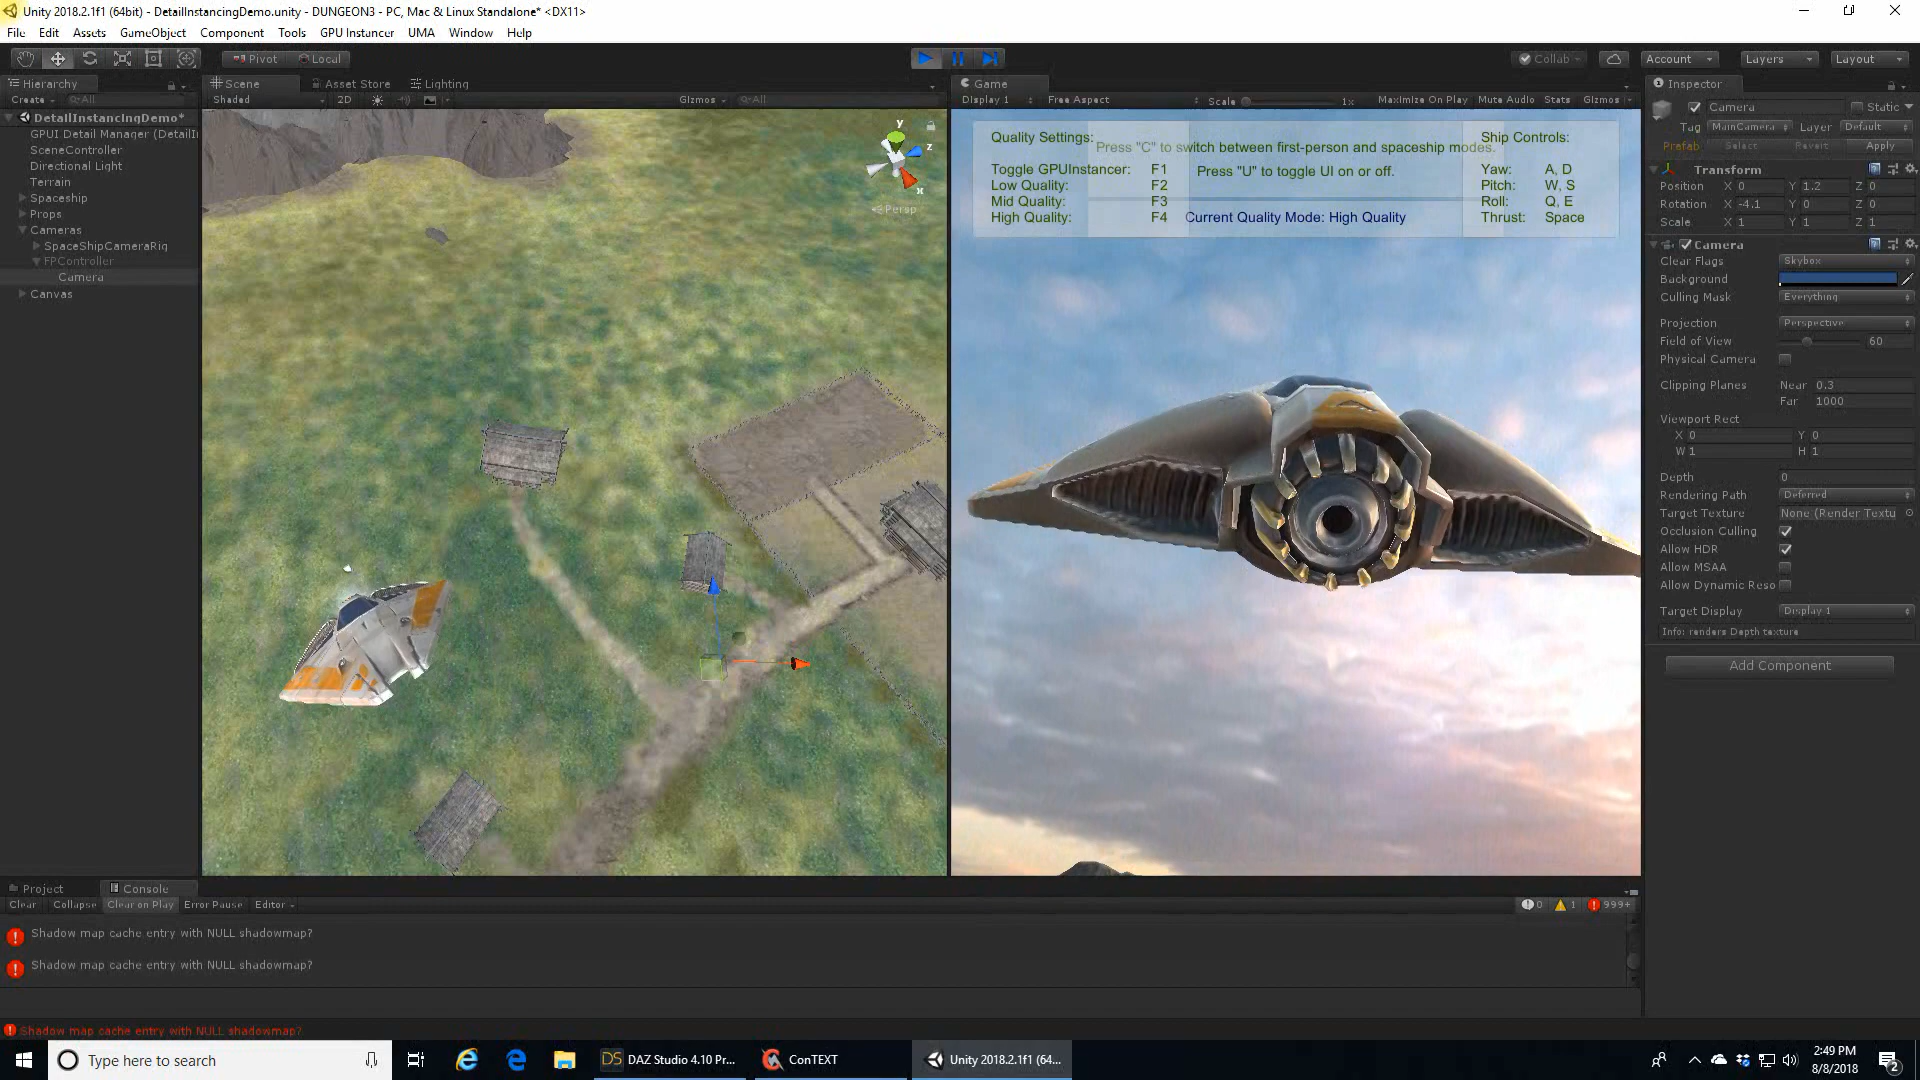 Unity 2018.2.1f1 (64bit) - DetailInstancingDemo.unity - DUNGEON3 - PC, Mac & Linux Standalone* <DX11>
File Edit Assets GameObject Component Tools GPU Instancer UMA Window Help
Pivot Local Collab Account Layers Layout
Hierarchy Scene Asset Store Lighting Game Inspector
Create All Shaded 2D Gizmos All Display 1 Free Aspect Scale 1x Maximize On Play Mute Audio Stats Gizmos
DetailInstancingDemo*
GPUI Detail Manager (DetailI
SceneController
Directional Light
Terrain
Spaceship
Props
Cameras
SpaceShipCameraRig
FPController
Camera
Canvas
y
z
x
Persp
Quality Settings:
Toggle GPUInstancer: F1
Low Quality: F2
Mid Quality: F3
High Quality: F4
Press "C" to switch between first-person and spaceship modes.
Press "U" to toggle UI on or off.
Current Quality Mode: High Quality
Ship Controls:
Yaw: A, D
Pitch: W, S
Roll: Q, E
Thrust: Space
Camera Static
Tag MainCamera Layer Default
Prefab Select Revert Apply
Transform
Position X 0 Y 1.2 Z 0
Rotation X -4.1 Y 0 Z 0
Scale X 1 Y 1 Z 1
Camera
Clear Flags Skybox
Background
Culling Mask Everything
Projection Perspective
Field of View 60
Physical Camera
Clipping Planes Near 0.3
Far 1000
Viewport Rect
X 0 Y 0
W 1 H 1
Depth 0
Rendering Path Deferred
Target Texture None (Render Textu
Occlusion Culling
Allow HDR
Allow MSAA
Allow Dynamic Reso
Target Display Display 1
Info: renders Depth texture
Add Component
Project Console
Clear Collapse Clear on Play Error Pause Editor 0 1 999+
Shadow map cache entry with NULL shadowmap?
Shadow map cache entry with NULL shadowmap?
Shadow map cache entry with NULL shadowmap?
Type here to search
DAZ Studio 4.10 Pr...
ConTEXT
Unity 2018.2.1f1 (64...
2:49 PM
8/8/2018
2